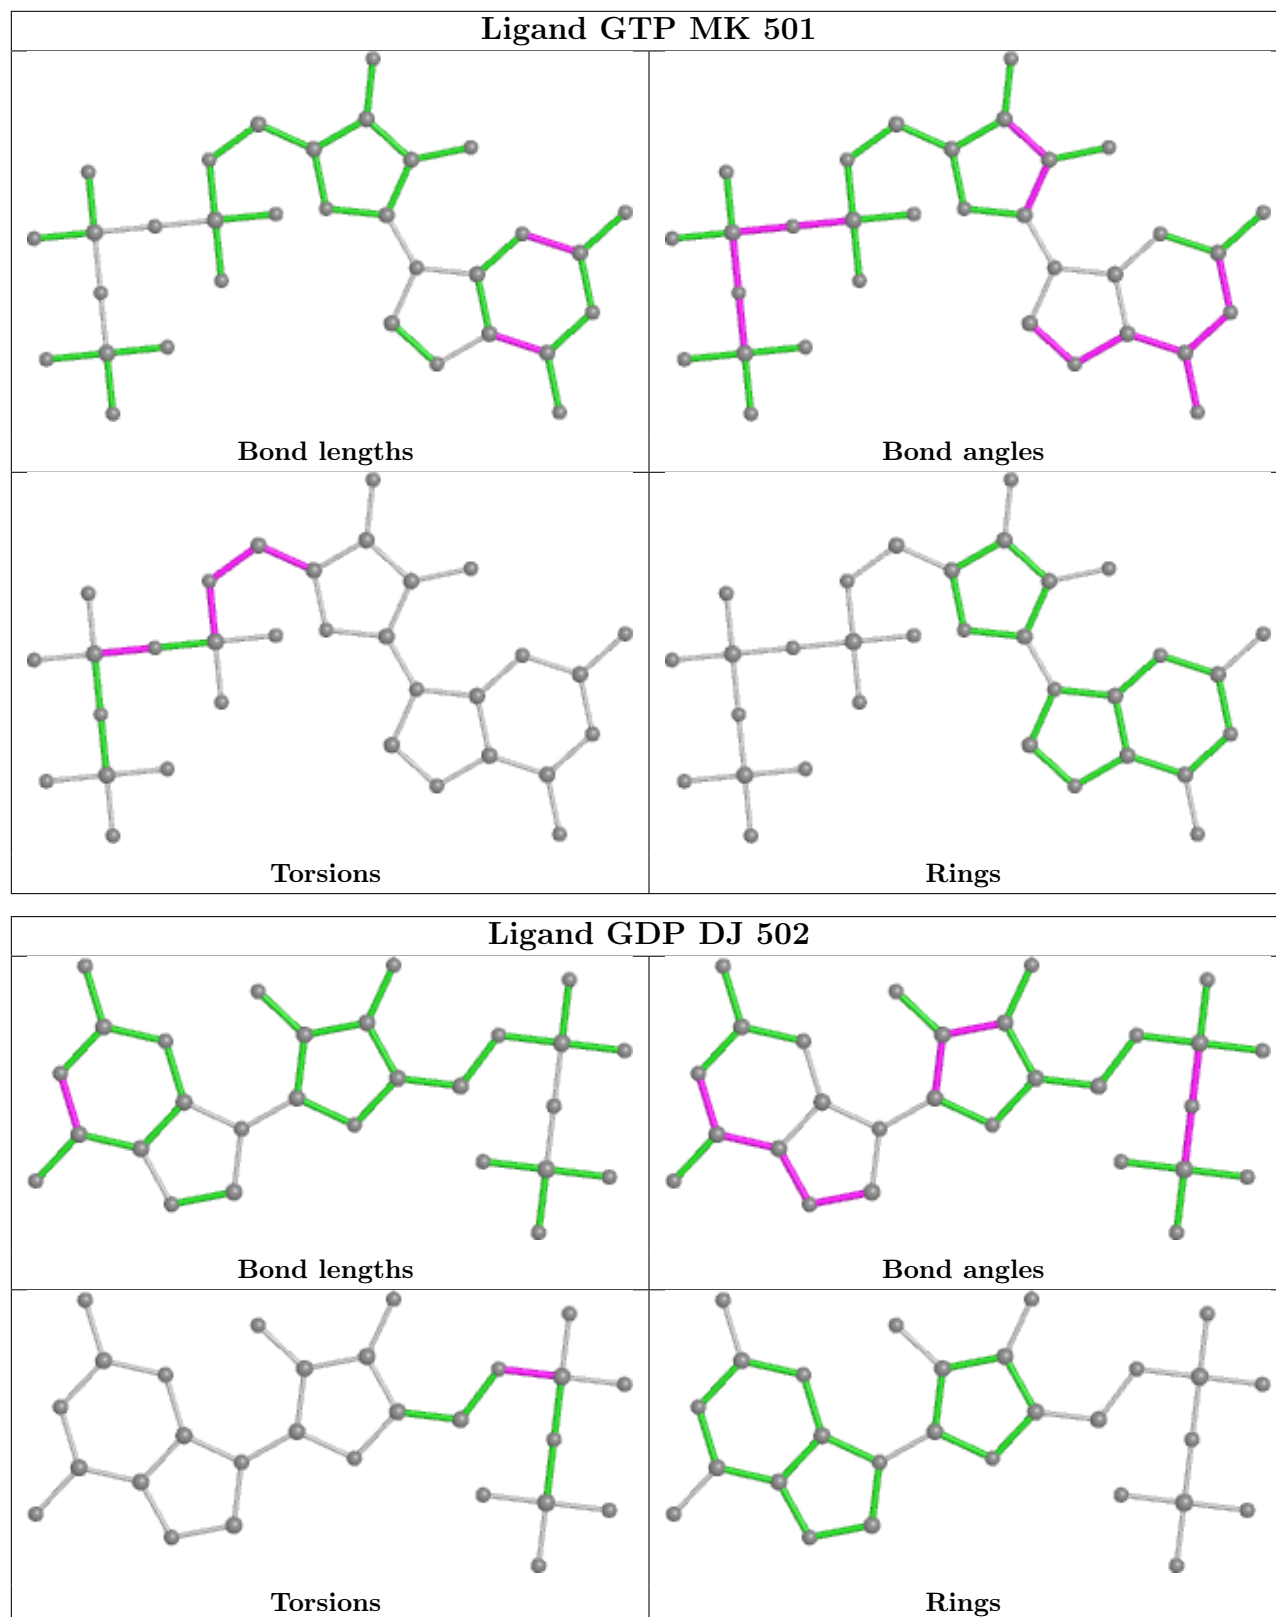 Ligand GTP MK 501
Bond lengths
Bond angles
Torsions
Rings
Ligand GDP DJ 502
Bond lengths
Bond angles
Torsions
Rings